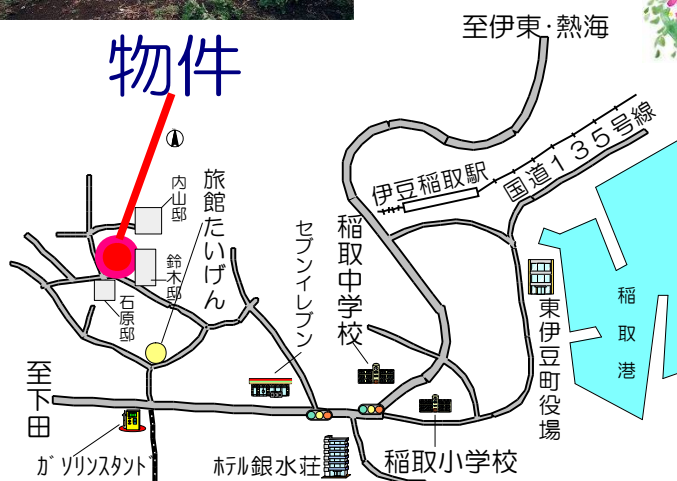 至伊東･熱海
物件
国道135号線
伊豆稲取駅
内山邸
旅館たいげん
セブンイレブン
稲取中学校
鈴木邸
石原邸
稲取港
東伊豆町役場
至下田
ガソリンスタンド
ホテル銀水荘
稲取小学校